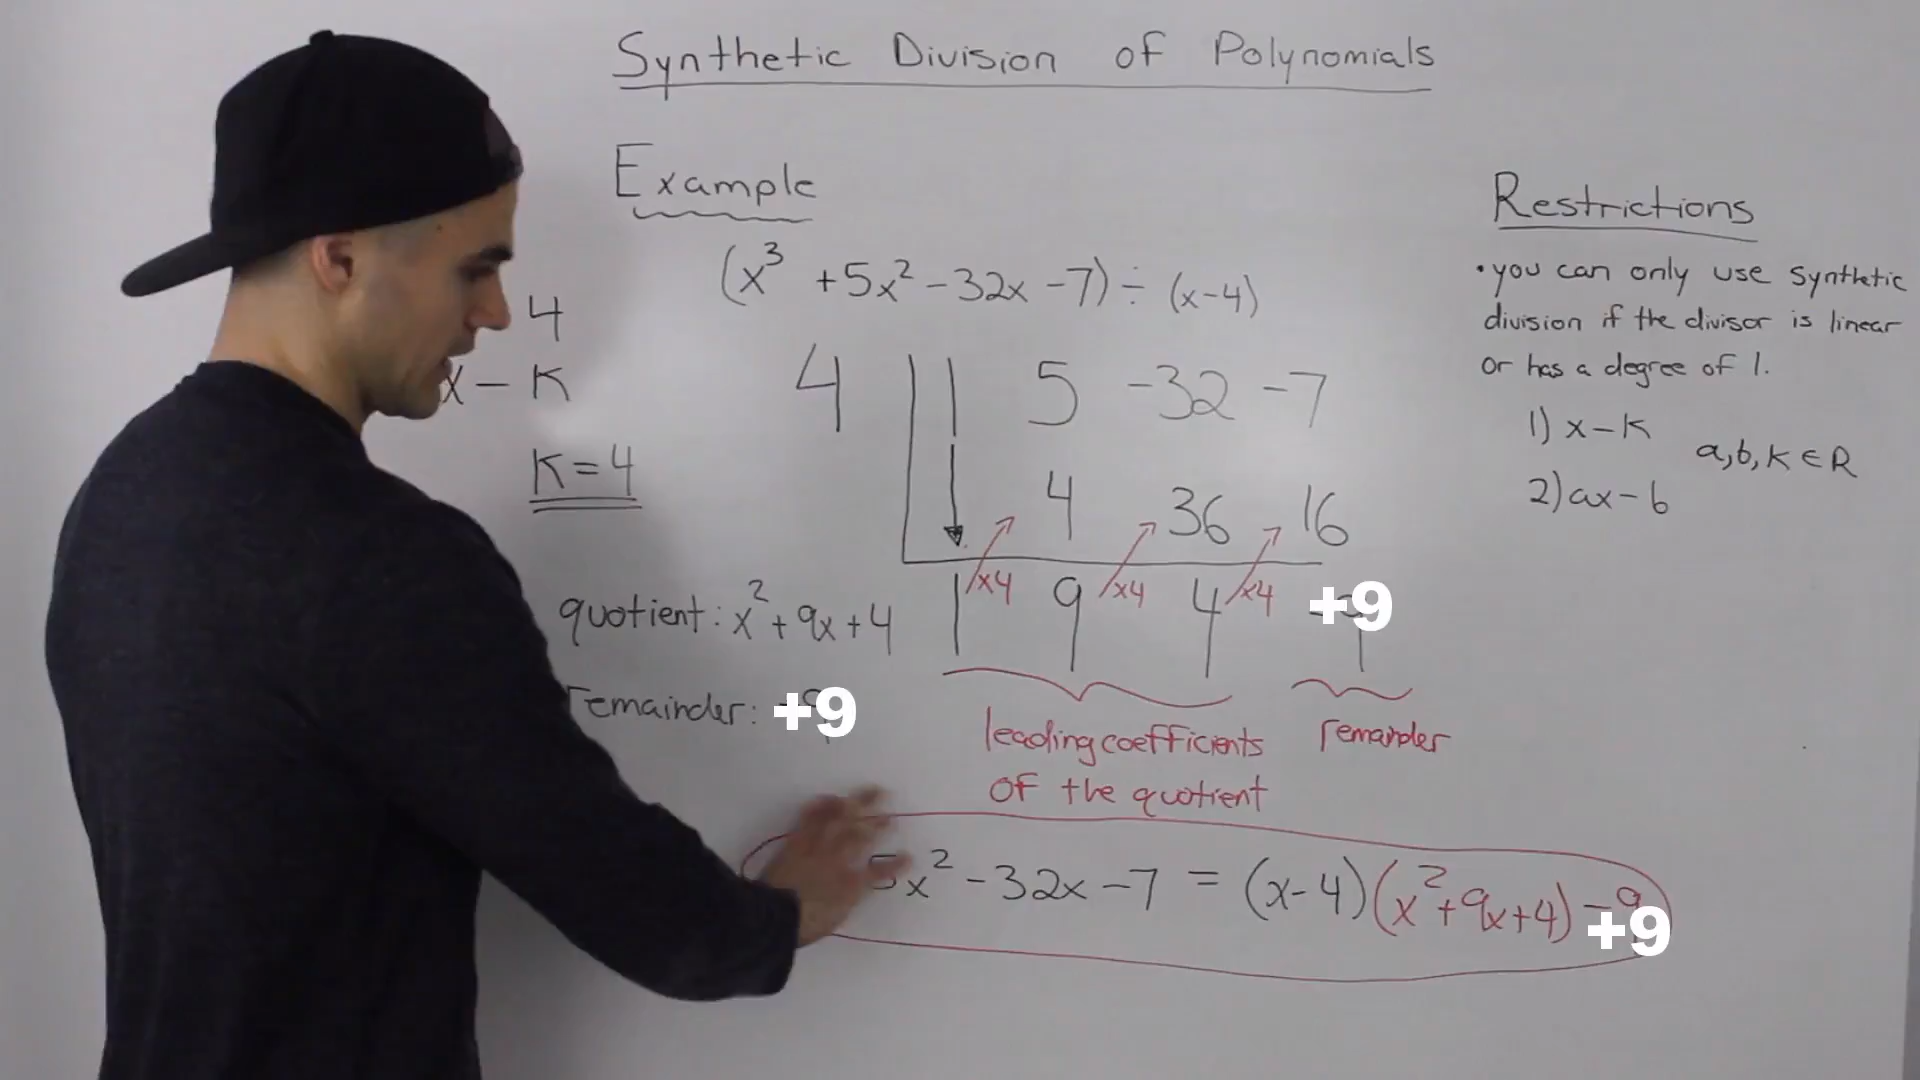 Synthetic Division of Polynomials
Example
(x³ +5x² -32x -7) ÷ (x-4)
4
x - K
K = 4
4 1 5 -32 -7
4 36 16
x4 x4 x4
1 9 4 +9
quotient: x² + 9x + 4
remainder: +9
leading coefficients
of the quotient
remainder
5x² - 32x - 7 = (x-4)(x² + 9x + 4) - 9
+9
Restrictions
• you can only use synthetic
division if the divisor is linear
or has a degree of 1.
1) x - K
a, b, K ∈ R
2) ax - b